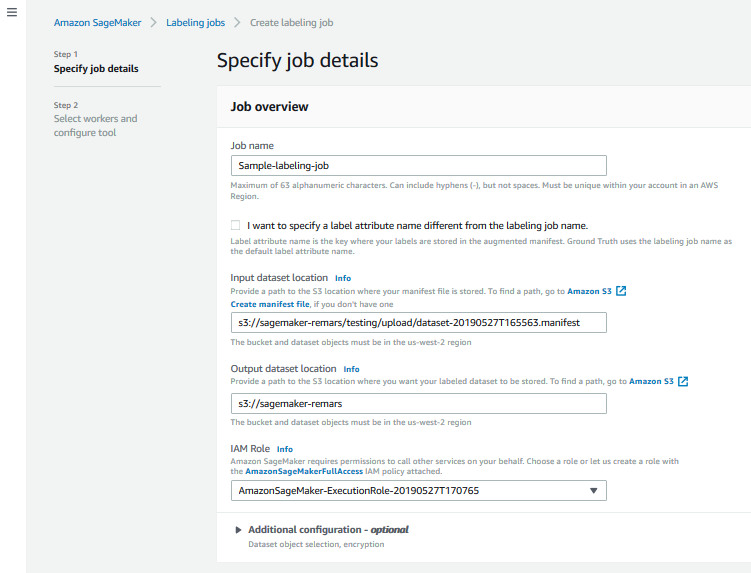 Amazon SageMaker > Labeling jobs > Create labeling job
Step 1
Specify job details
Step 2
Select workers and
configure tool
Specify job details
Job overview
Job name
Sample-labeling-job
Maximum of 63 alphanumeric characters. Can include hyphens (-), but not spaces. Must be unique within your account in an AWS
Region.
I want to specify a label attribute name different from the labeling job name.
Label attribute name is the key where your labels are stored in the augmented manifest. Ground Truth uses the labeling job name as
the default label attribute name.
Input dataset location Info
Provide a path to the S3 location where your manifest file is stored. To find a path, go to Amazon S3
Create manifest file, if you don't have one
s3://sagemaker-remars/testing/upload/dataset-20190527T165563.manifest
The bucket and dataset objects must be in the us-west-2 region
Output dataset location Info
Provide a path to the S3 location where you want your labeled dataset to be stored. To find a path, go to Amazon S3
s3://sagemaker-remars
The bucket and dataset objects must be in the us-west-2 region
IAM Role Info
Amazon SageMaker requires permissions to call other services on your behalf. Choose a role or let us create a role with
the AmazonSageMakerFullAccess IAM policy attached.
AmazonSageMaker-ExecutionRole-20190527T170765
Additional configuration - optional
Dataset object selection, encryption